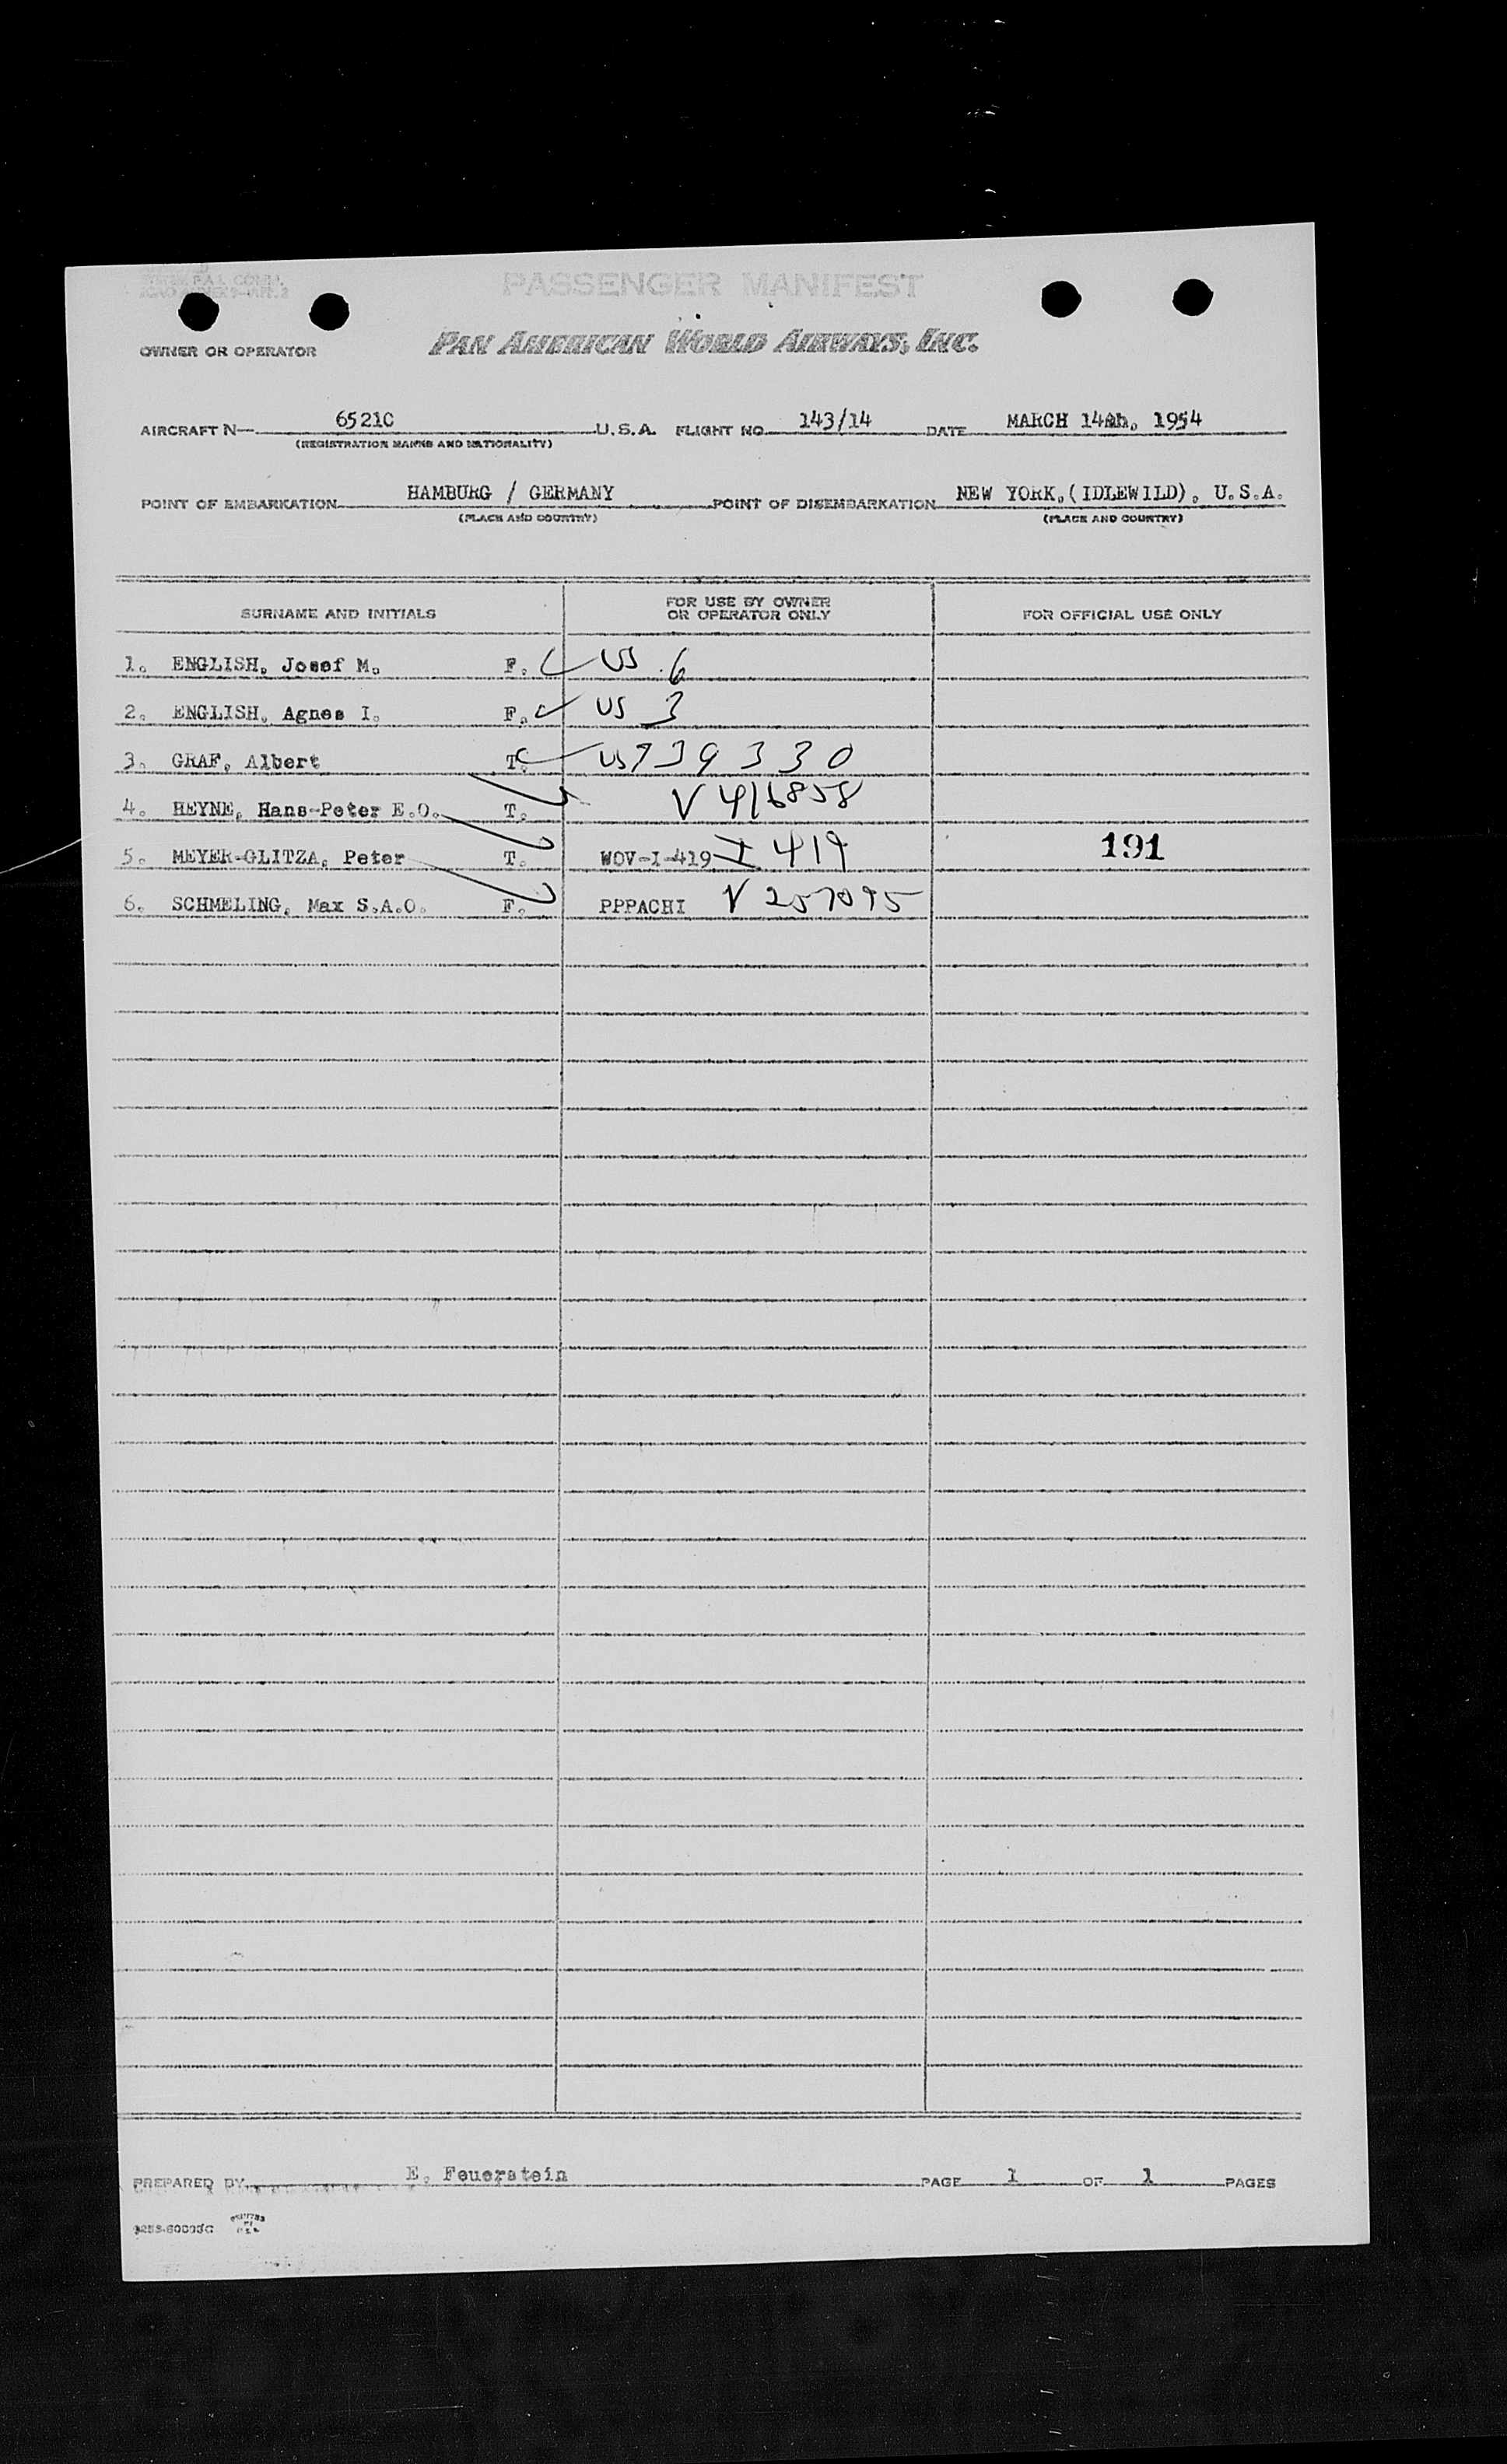 PASSENGER MANIFEST
OWNER OR OPERATOR PAN AMERICAN WORLD AIRWAYS, INC.
AIRCRAFT N— 6521C U.S.A. FLIGHT NO. 143/14 DATE MARCH 14th, 1954
(REGISTRATION MARKS AND NATIONALITY)
POINT OF EMBARKATION HAMBURG / GERMANY POINT OF DISEMBARKATION NEW YORK,(IDLEWILD), U.S.A.
(PLACE AND COUNTRY) (PLACE AND COUNTRY)
SURNAME AND INITIALS FOR USE BY OWNER OR OPERATOR ONLY FOR OFFICIAL USE ONLY
1. ENGLISH, Josef M. F. US 6
2. ENGLISH, Agnes I. F. US 3
3. GRAF, Albert T. US 739330
4. HEYNE, Hans-Peter E.O. T. V 416858
5. MEYER-GLITZA, Peter T. WOV-I-419 I 419 191
6. SCHMELING, Max S.A.O. F. PPPACHI V 257095
PREPARED BY E. Feuerstein PAGE 1 OF 1 PAGES